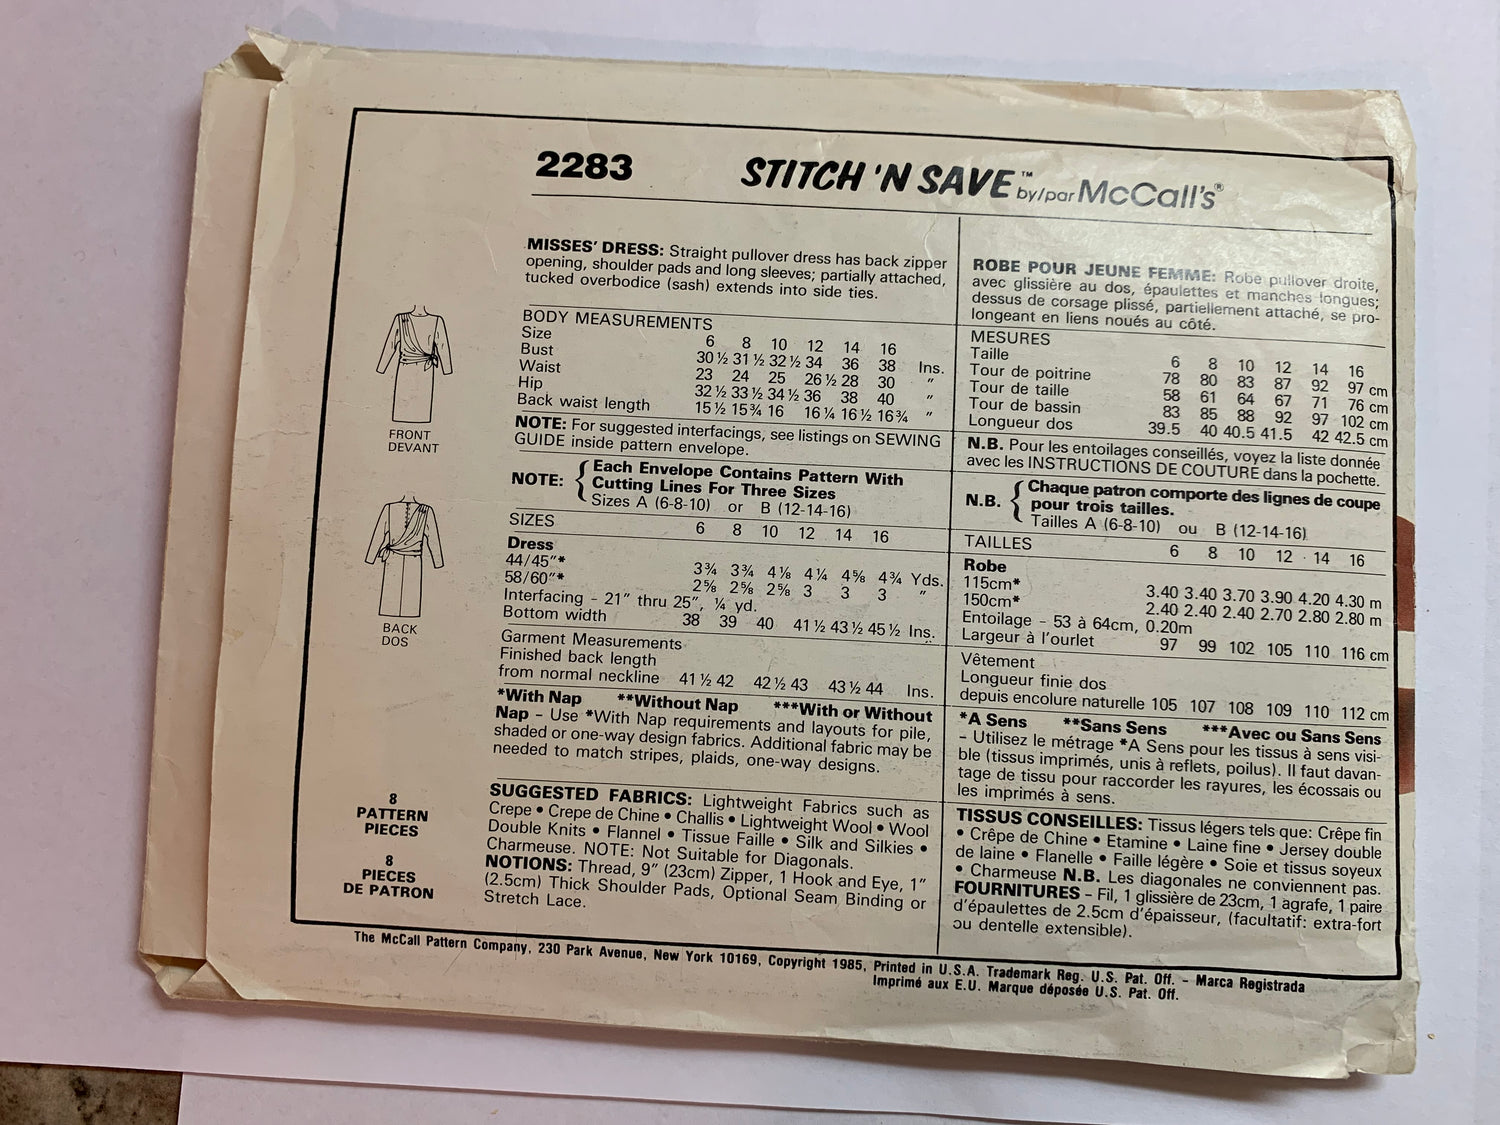 2283
STITCH 'N SAVE™ by/par McCall's®
MISSES' DRESS: Straight pullover dress has back zipper
opening, shoulder pads and long sleeves; partially attached,
tucked overbodice (sash) extends into side ties.
BODY MEASUREMENTS
Size 6 8 10 12 14 16
Bust 30½ 31½ 32½ 34 36 38 Ins.
Waist 23 24 25 26½ 28 30 "
Hip 32½ 33½ 34½ 36 38 40 "
Back waist length 15½ 15¾ 16 16¼ 16½ 16¾ "
NOTE: For suggested interfacings, see listings on SEWING
GUIDE inside pattern envelope.
NOTE: { Each Envelope Contains Pattern With
Cutting Lines For Three Sizes
Sizes A (6-8-10) or B (12-14-16)
SIZES 6 8 10 12 14 16
Dress
44/45"* 3¾ 3¾ 4⅛ 4¼ 4⅝ 4¾ Yds.
58/60"* 2⅝ 2⅝ 2⅝ 3 3 3 "
Interfacing - 21" thru 25", ¼ yd.
Bottom width 38 39 40 41½ 43½ 45½ Ins.
Garment Measurements
Finished back length
from normal neckline 41½ 42 42½ 43 43½ 44 Ins.
*With Nap **Without Nap ***With or Without
Nap - Use *With Nap requirements and layouts for pile,
shaded or one-way design fabrics. Additional fabric may be
needed to match stripes, plaids, one-way designs.
SUGGESTED FABRICS: Lightweight Fabrics such as
Crepe • Crepe de Chine • Challis • Lightweight Wool • Wool
Double Knits • Flannel • Tissue Faille • Silk and Silkies •
Charmeuse. NOTE: Not Suitable for Diagonals.
NOTIONS: Thread, 9" (23cm) Zipper, 1 Hook and Eye, 1"
(2.5cm) Thick Shoulder Pads, Optional Seam Binding or
Stretch Lace.
ROBE POUR JEUNE FEMME: Robe pullover droite,
avec glissière au dos, épaulettes et manches longues;
dessus de corsage plissé, partiellement attaché, se pro-
longeant en liens noués au côté.
MESURES
Taille 6 8 10 12 14 16
Tour de poitrine 78 80 83 87 92 97 cm
Tour de taille 58 61 64 67 71 76 cm
Tour de bassin 83 85 88 92 97 102 cm
Longueur dos 39.5 40 40.5 41.5 42 42.5 cm
N.B. Pour les entoilages conseillés, voyez la liste donnée
avec les INSTRUCTIONS DE COUTURE dans la pochette.
N.B. { Chaque patron comporte des lignes de coupe
pour trois tailles.
Tailles A (6-8-10) ou B (12-14-16)
TAILLES 6 8 10 12 14 16
Robe
115cm* 3.40 3.40 3.70 3.90 4.20 4.30 m
150cm* 2.40 2.40 2.40 2.70 2.80 2.80 m
Entoilage - 53 à 64cm, 0.20m
Largeur à l'ourlet 97 99 102 105 110 116 cm
Vêtement
Longueur finie dos
depuis encolure naturelle 105 107 108 109 110 112 cm
*A Sens **Sans Sens ***Avec ou Sans Sens
- Utilisez le métrage *A Sens pour les tissus à sens visi-
ble (tissus imprimés, unis à reflets, poilus). Il faut davan-
tage de tissu pour raccorder les rayures, les écossais ou
les imprimés à sens.
TISSUS CONSEILLES: Tissus légers tels que: Crêpe fin
• Crêpe de Chine • Etamine • Laine fine • Jersey double
de laine • Flanelle • Faille légère • Soie et tissus soyeux
• Charmeuse N.B. Les diagonales ne conviennent pas.
FOURNITURES - Fil, 1 glissière de 23cm, 1 agrafe, 1 paire
d'épaulettes de 2.5cm d'épaisseur, (facultatif: extra-fort
ou dentelle extensible).
FRONT
DEVANT
BACK
DOS
8
PATTERN
PIECES
8
PIECES
DE PATRON
The McCall Pattern Company, 230 Park Avenue, New York 10169, Copyright 1985, Printed in U.S.A. Trademark Reg. U.S. Pat. Off. - Marca Registrada
Imprimé aux E.U. Marque déposée U.S. Pat. Off.